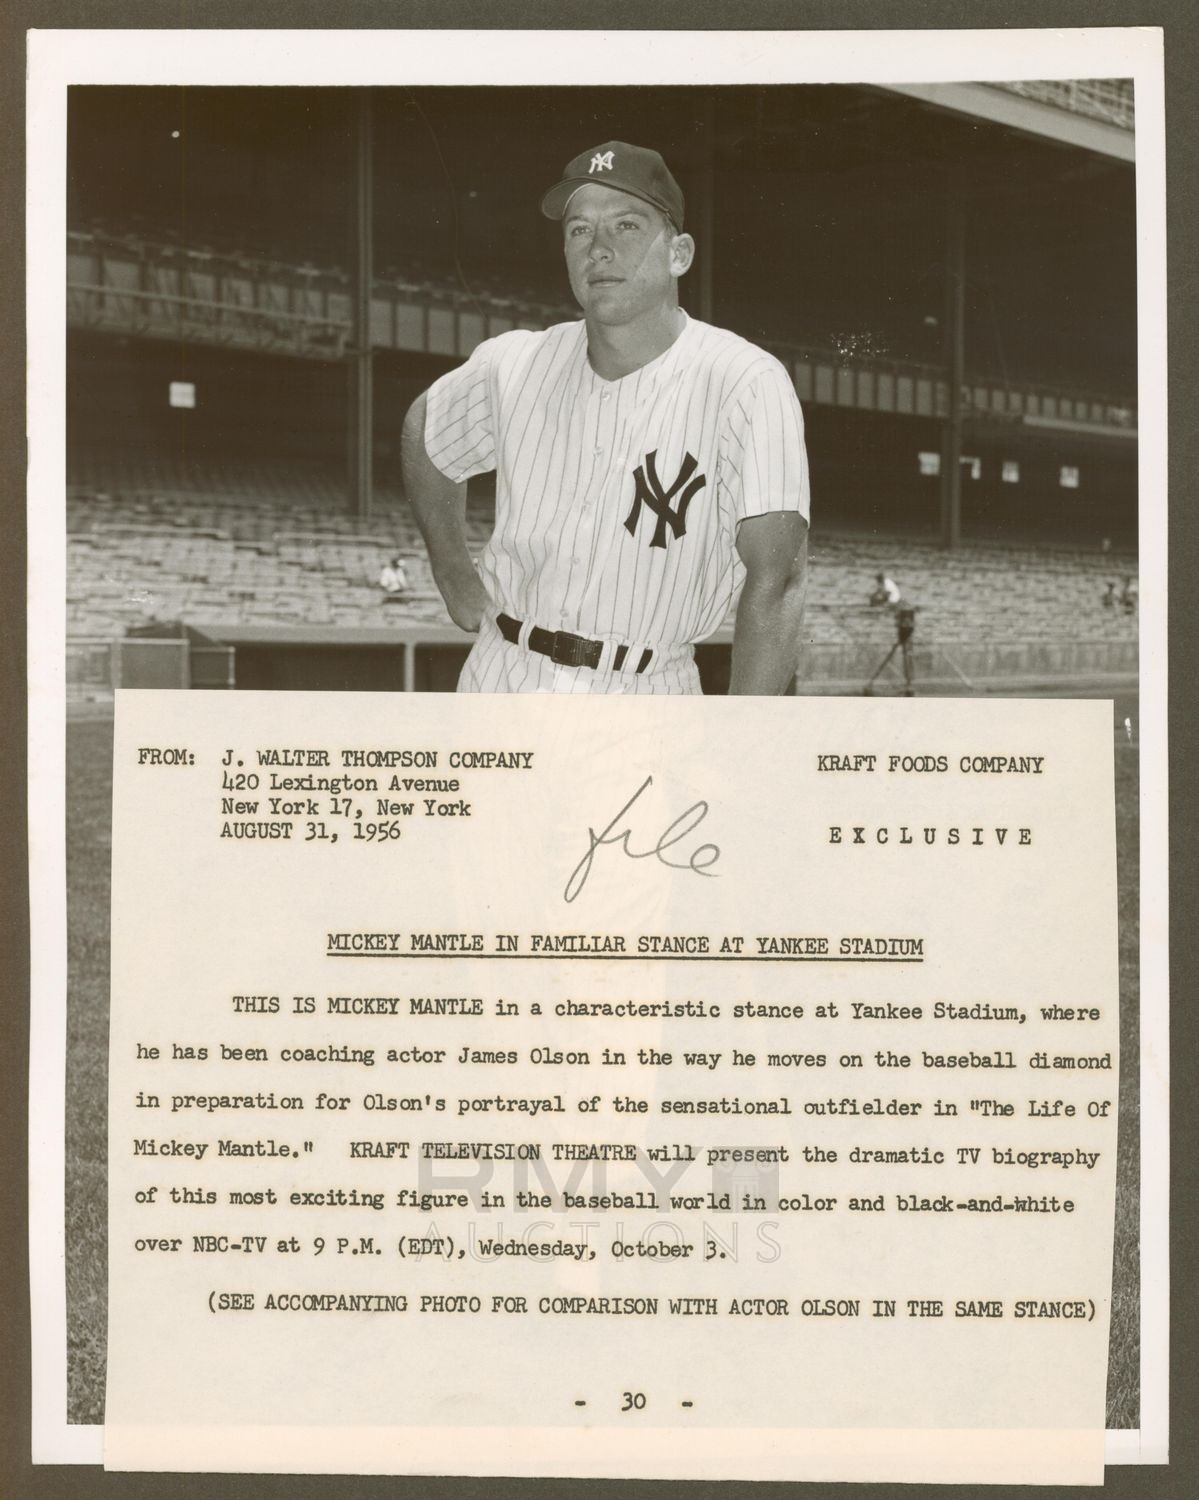 FROM: J. WALTER THOMPSON COMPANY
420 Lexington Avenue
New York 17, New York
AUGUST 31, 1956
KRAFT FOODS COMPANY
EXCLUSIVE
file
MICKEY MANTLE IN FAMILIAR STANCE AT YANKEE STADIUM
THIS IS MICKEY MANTLE in a characteristic stance at Yankee Stadium, where
he has been coaching actor James Olson in the way he moves on the baseball diamond
in preparation for Olson's portrayal of the sensational outfielder in "The Life Of
Mickey Mantle." KRAFT TELEVISION THEATRE will present the dramatic TV biography
of this most exciting figure in the baseball world in color and black-and-white
over NBC-TV at 9 P.M. (EDT), Wednesday, October 3.
(SEE ACCOMPANYING PHOTO FOR COMPARISON WITH ACTOR OLSON IN THE SAME STANCE)
- 30 -
NY
NY
RMY
AUCTIONS